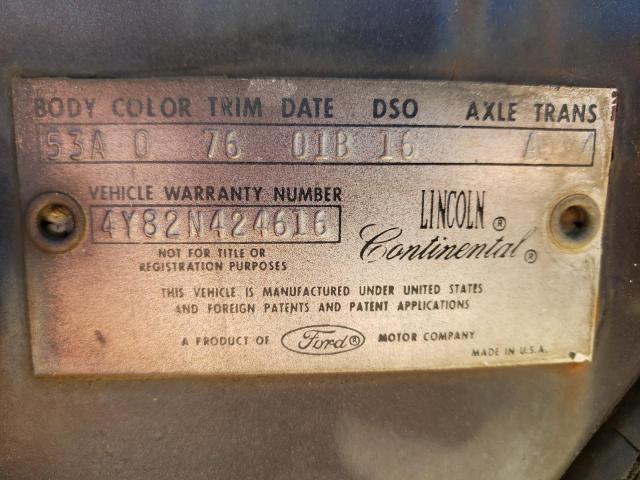 BODY COLOR TRIM DATE DSO AXLE TRANS
53A 76 01B 16 A
VEHICLE WARRANTY NUMBER
4Y82N424616
NOT FOR TITLE OR
REGISTRATION PURPOSES
LINCOLN ®
Continental ®
THIS VEHICLE IS MANUFACTURED UNDER UNITED STATES
AND FOREIGN PATENTS AND PATENT APPLICATIONS
A PRODUCT OF Ford ® MOTOR COMPANY
MADE IN U.S.A.